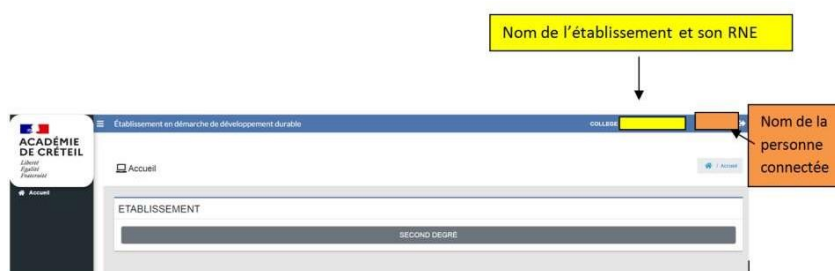 Nom de l'établissement et son RNE
Établissement en démarche de développement durable
COLLEGE
Nom de la
personne
connectée
ACADÉMIE
DE CRÉTEIL
Liberté
Égalité
Fraternité
Accueil
Accueil
/ Accueil
ETABLISSEMENT
SECOND DEGRÉ